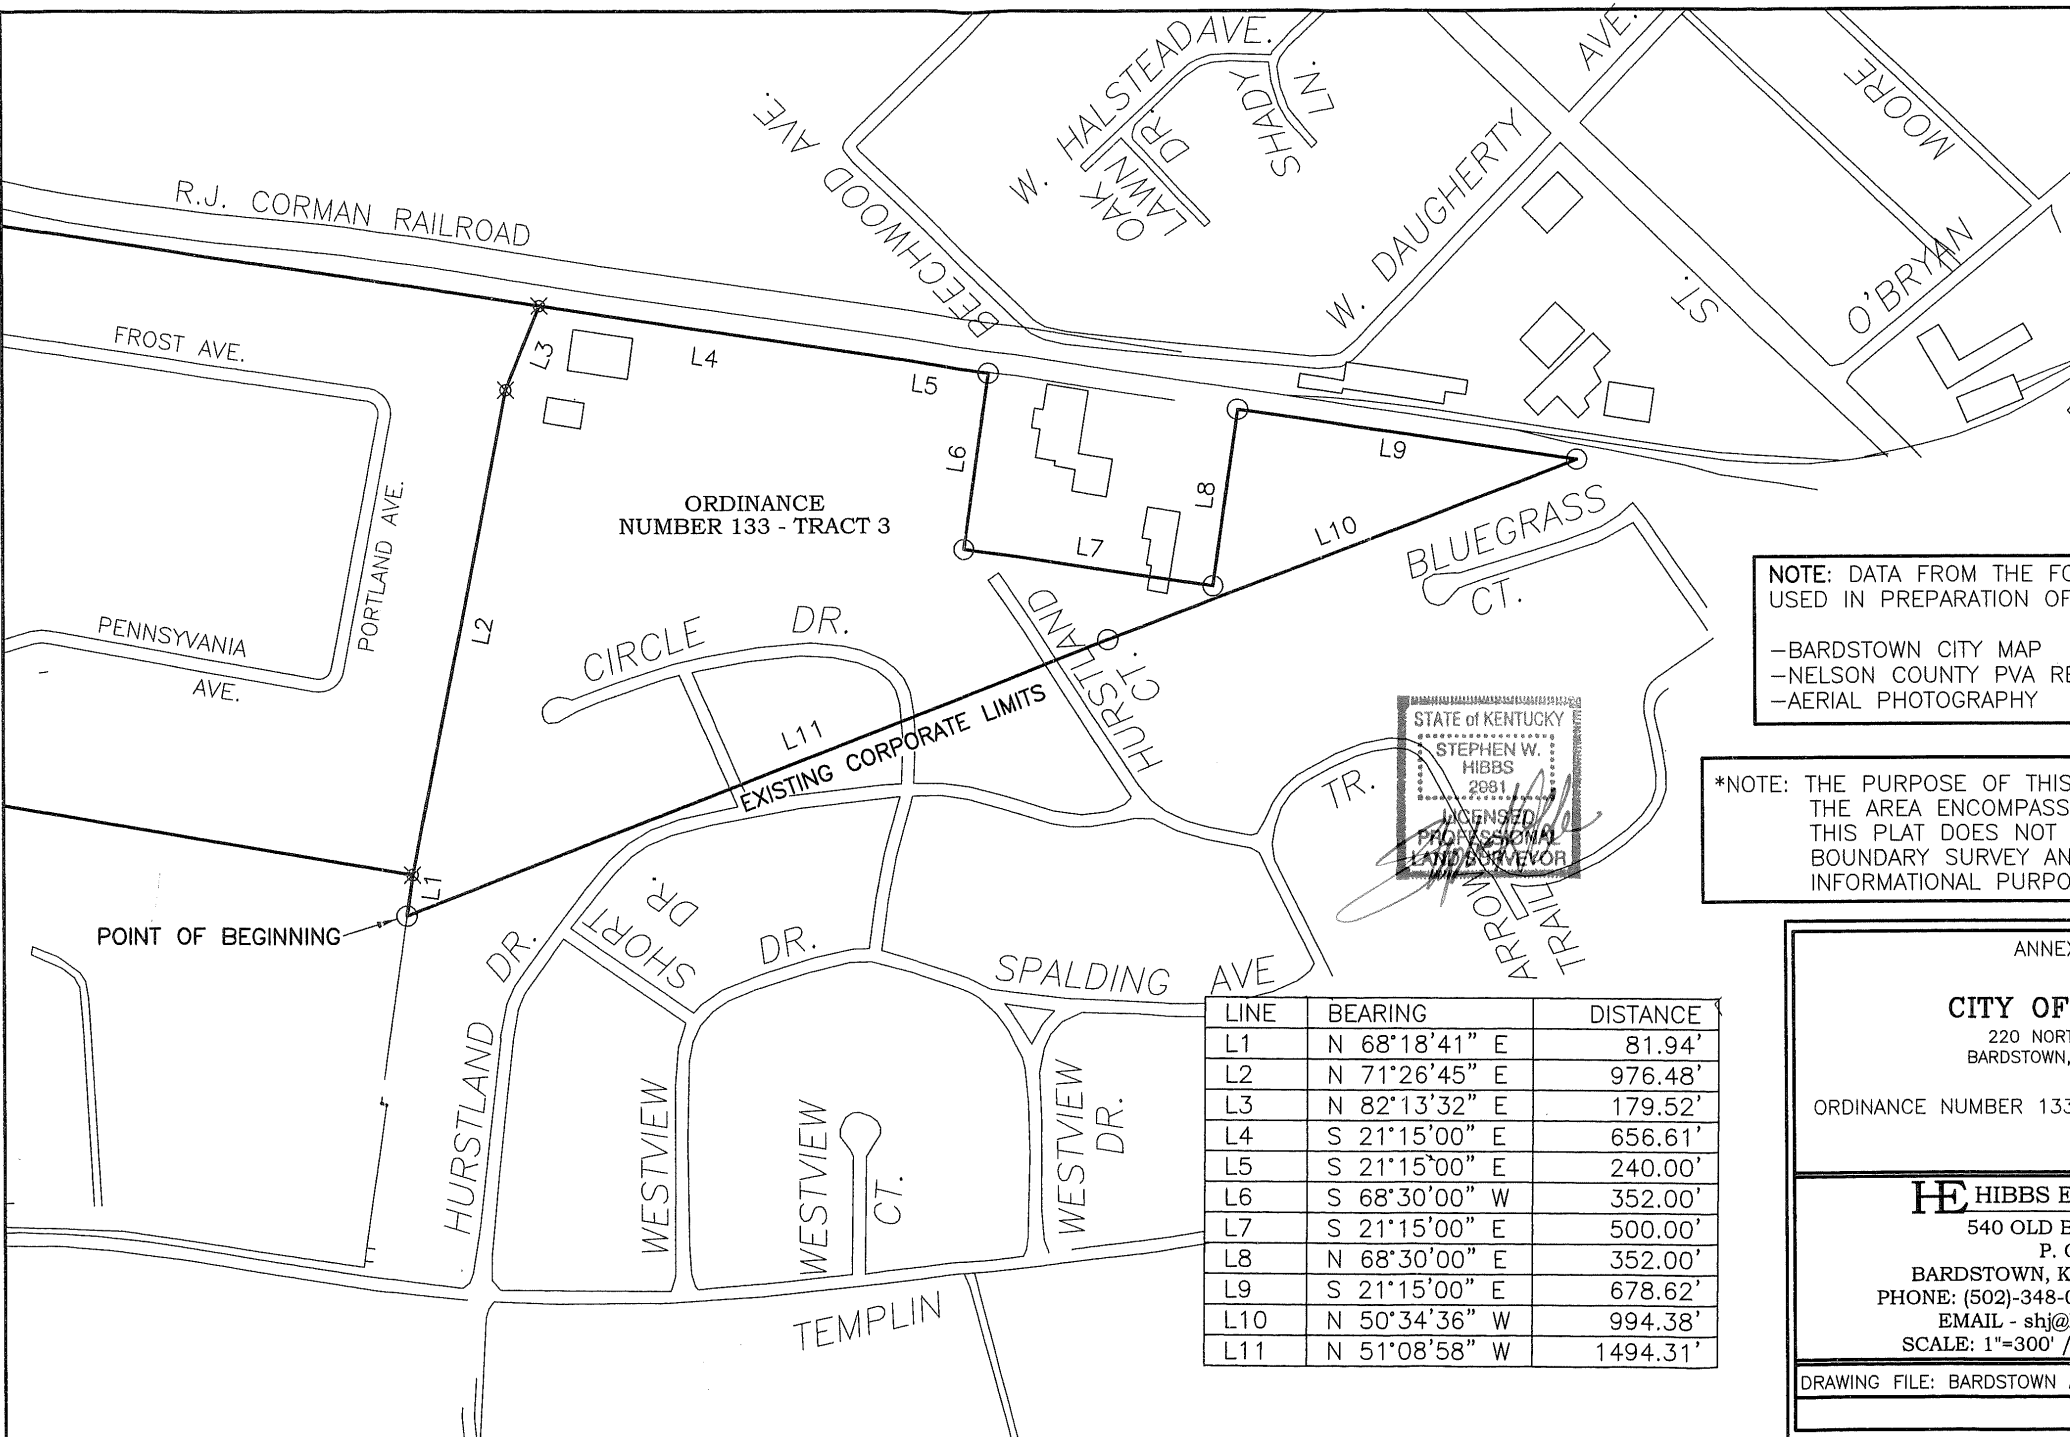 W. HALSTEAD AVE.
AVE.
MOORE
SHADY
LN.
OAK
LAWN DR.
BEECHWOOD AVE
AVE.
W. DAUGHERTY
ST.
O'BRYAN
R.J. CORMAN RAILROAD
FROST AVE.
L3
L4
L5
L6
L9
L8
PORTLAND AVE.
ORDINANCE
NUMBER 133 - TRACT 3
L7
L10
BLUEGRASS
CT.
L2
PENNSYVANIA
AVE.
CIRCLE DR.
HURSTLAND
CT.
L11
EXISTING CORPORATE LIMITS
L1
POINT OF BEGINNING
NOTE: DATA FROM THE FO
USED IN PREPARATION OF
-BARDSTOWN CITY MAP
-NELSON COUNTY PVA RE
-AERIAL PHOTOGRAPHY
STATE of KENTUCKY
STEPHEN W.
HIBBS
2981
LICENSED
PROFESSIONAL
LAND SURVEYOR
TR.
ARROW
TRAIL
*NOTE: THE PURPOSE OF THIS
THE AREA ENCOMPASS
THIS PLAT DOES NOT
BOUNDARY SURVEY AN
INFORMATIONAL PURPO
SHORT
DR.
DR.
HURSTLAND DR.
SPALDING AVE
WESTVIEW
WESTVIEW
CT.
WESTVIEW
DR.
TEMPLIN
LINE BEARING DISTANCE
L1 N 68°18'41" E 81.94'
L2 N 71°26'45" E 976.48'
L3 N 82°13'32" E 179.52'
L4 S 21°15'00" E 656.61'
L5 S 21°15'00" E 240.00'
L6 S 68°30'00" W 352.00'
L7 S 21°15'00" E 500.00'
L8 N 68°30'00" E 352.00'
L9 S 21°15'00" E 678.62'
L10 N 50°34'36" W 994.38'
L11 N 51°08'58" W 1494.31'
ANNEX
CITY OF
220 NORT
BARDSTOWN,
ORDINANCE NUMBER 133
HE HIBBS E
540 OLD B
P. O
BARDSTOWN, K
PHONE: (502)-348-0
EMAIL - shj@
SCALE: 1"=300' /
DRAWING FILE: BARDSTOWN